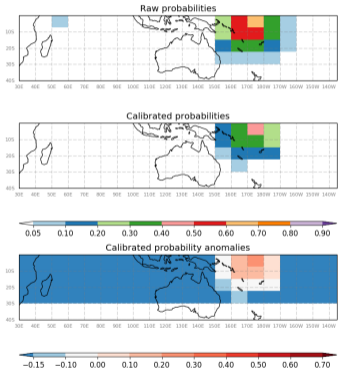 Raw probabilities
10S
20S
30S
40S
30E 40E 50E 60E 70E 80E 90E 100E 110E 120E 130E 140E 150E 160E 170E 180W 170W 160W 150W 140W
Calibrated probabilities
10S
20S
30S
40S
30E 40E 50E 60E 70E 80E 90E 100E 110E 120E 130E 140E 150E 160E 170E 180W 170W 160W 150W 140W
0.05 0.10 0.20 0.30 0.40 0.50 0.60 0.70 0.80 0.90
Calibrated probability anomalies
10S
20S
30S
40S
30E 40E 50E 60E 70E 80E 90E 100E 110E 120E 130E 140E 150E 160E 170E 180W 170W 160W 150W 140W
−0.15 −0.10 0.00 0.10 0.20 0.30 0.40 0.50 0.60 0.70